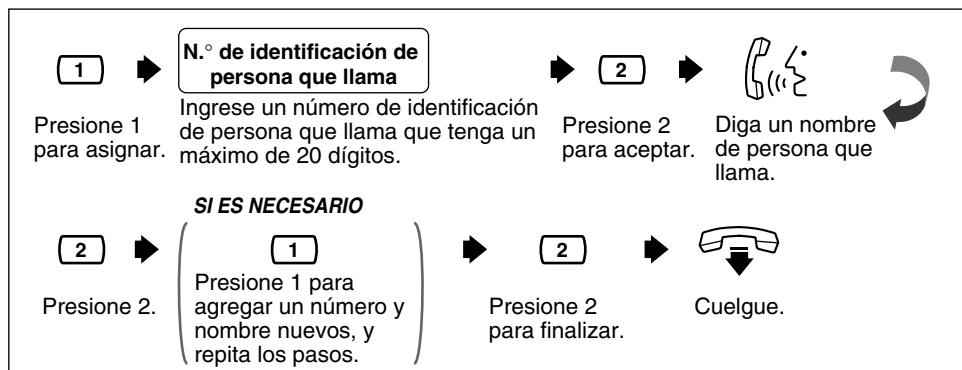 1
N.° de identificación de
persona que llama
2
Presione 1
para asignar.
Ingrese un número de identificación
de persona que llama que tenga un
máximo de 20 dígitos.
Presione 2
para aceptar.
Diga un nombre
de persona que
llama.
SI ES NECESARIO
2
1
2
Presione 2.
Presione 1 para
agregar un número y
nombre nuevos, y
repita los pasos.
Presione 2
para finalizar.
Cuelgue.